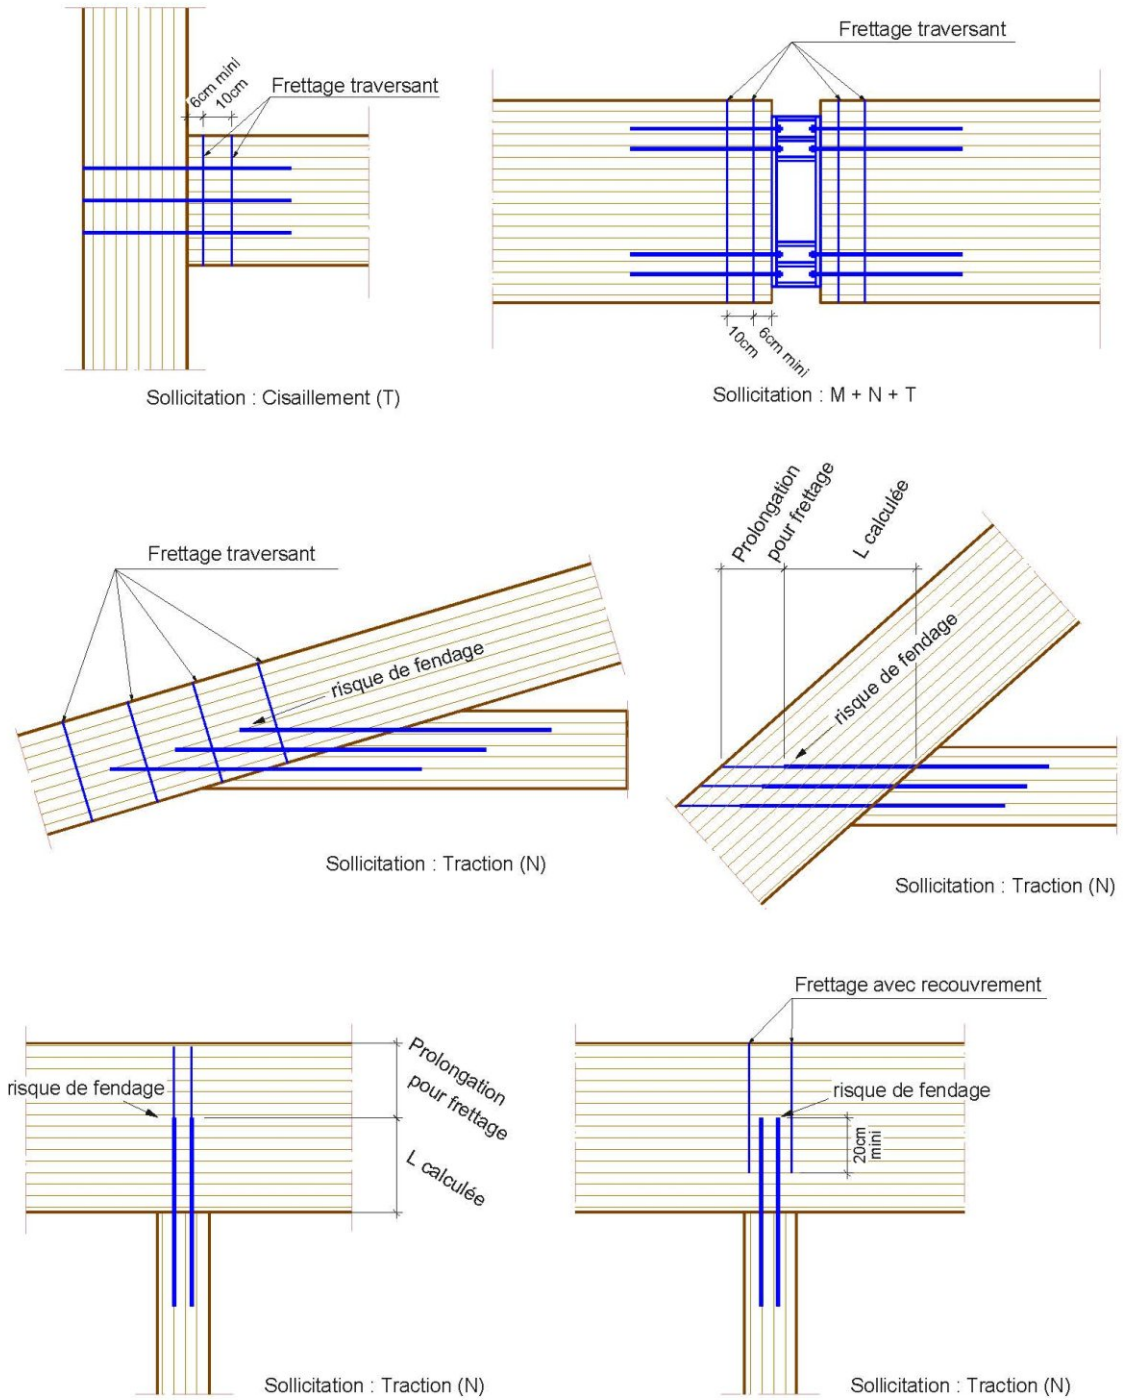 6cm mini
10cm
Frettage traversant
Sollicitation : Cisaillement (T)
Frettage traversant
10cm
6cm mini
Sollicitation : M + N + T
Frettage traversant
risque de fendage
Sollicitation : Traction (N)
Prolongation
pour frettage
L calculée
risque de fendage
Sollicitation : Traction (N)
risque de fendage
Prolongation
pour frettage
L calculée
Sollicitation : Traction (N)
Frettage avec recouvrement
risque de fendage
20cm
mini
Sollicitation : Traction (N)